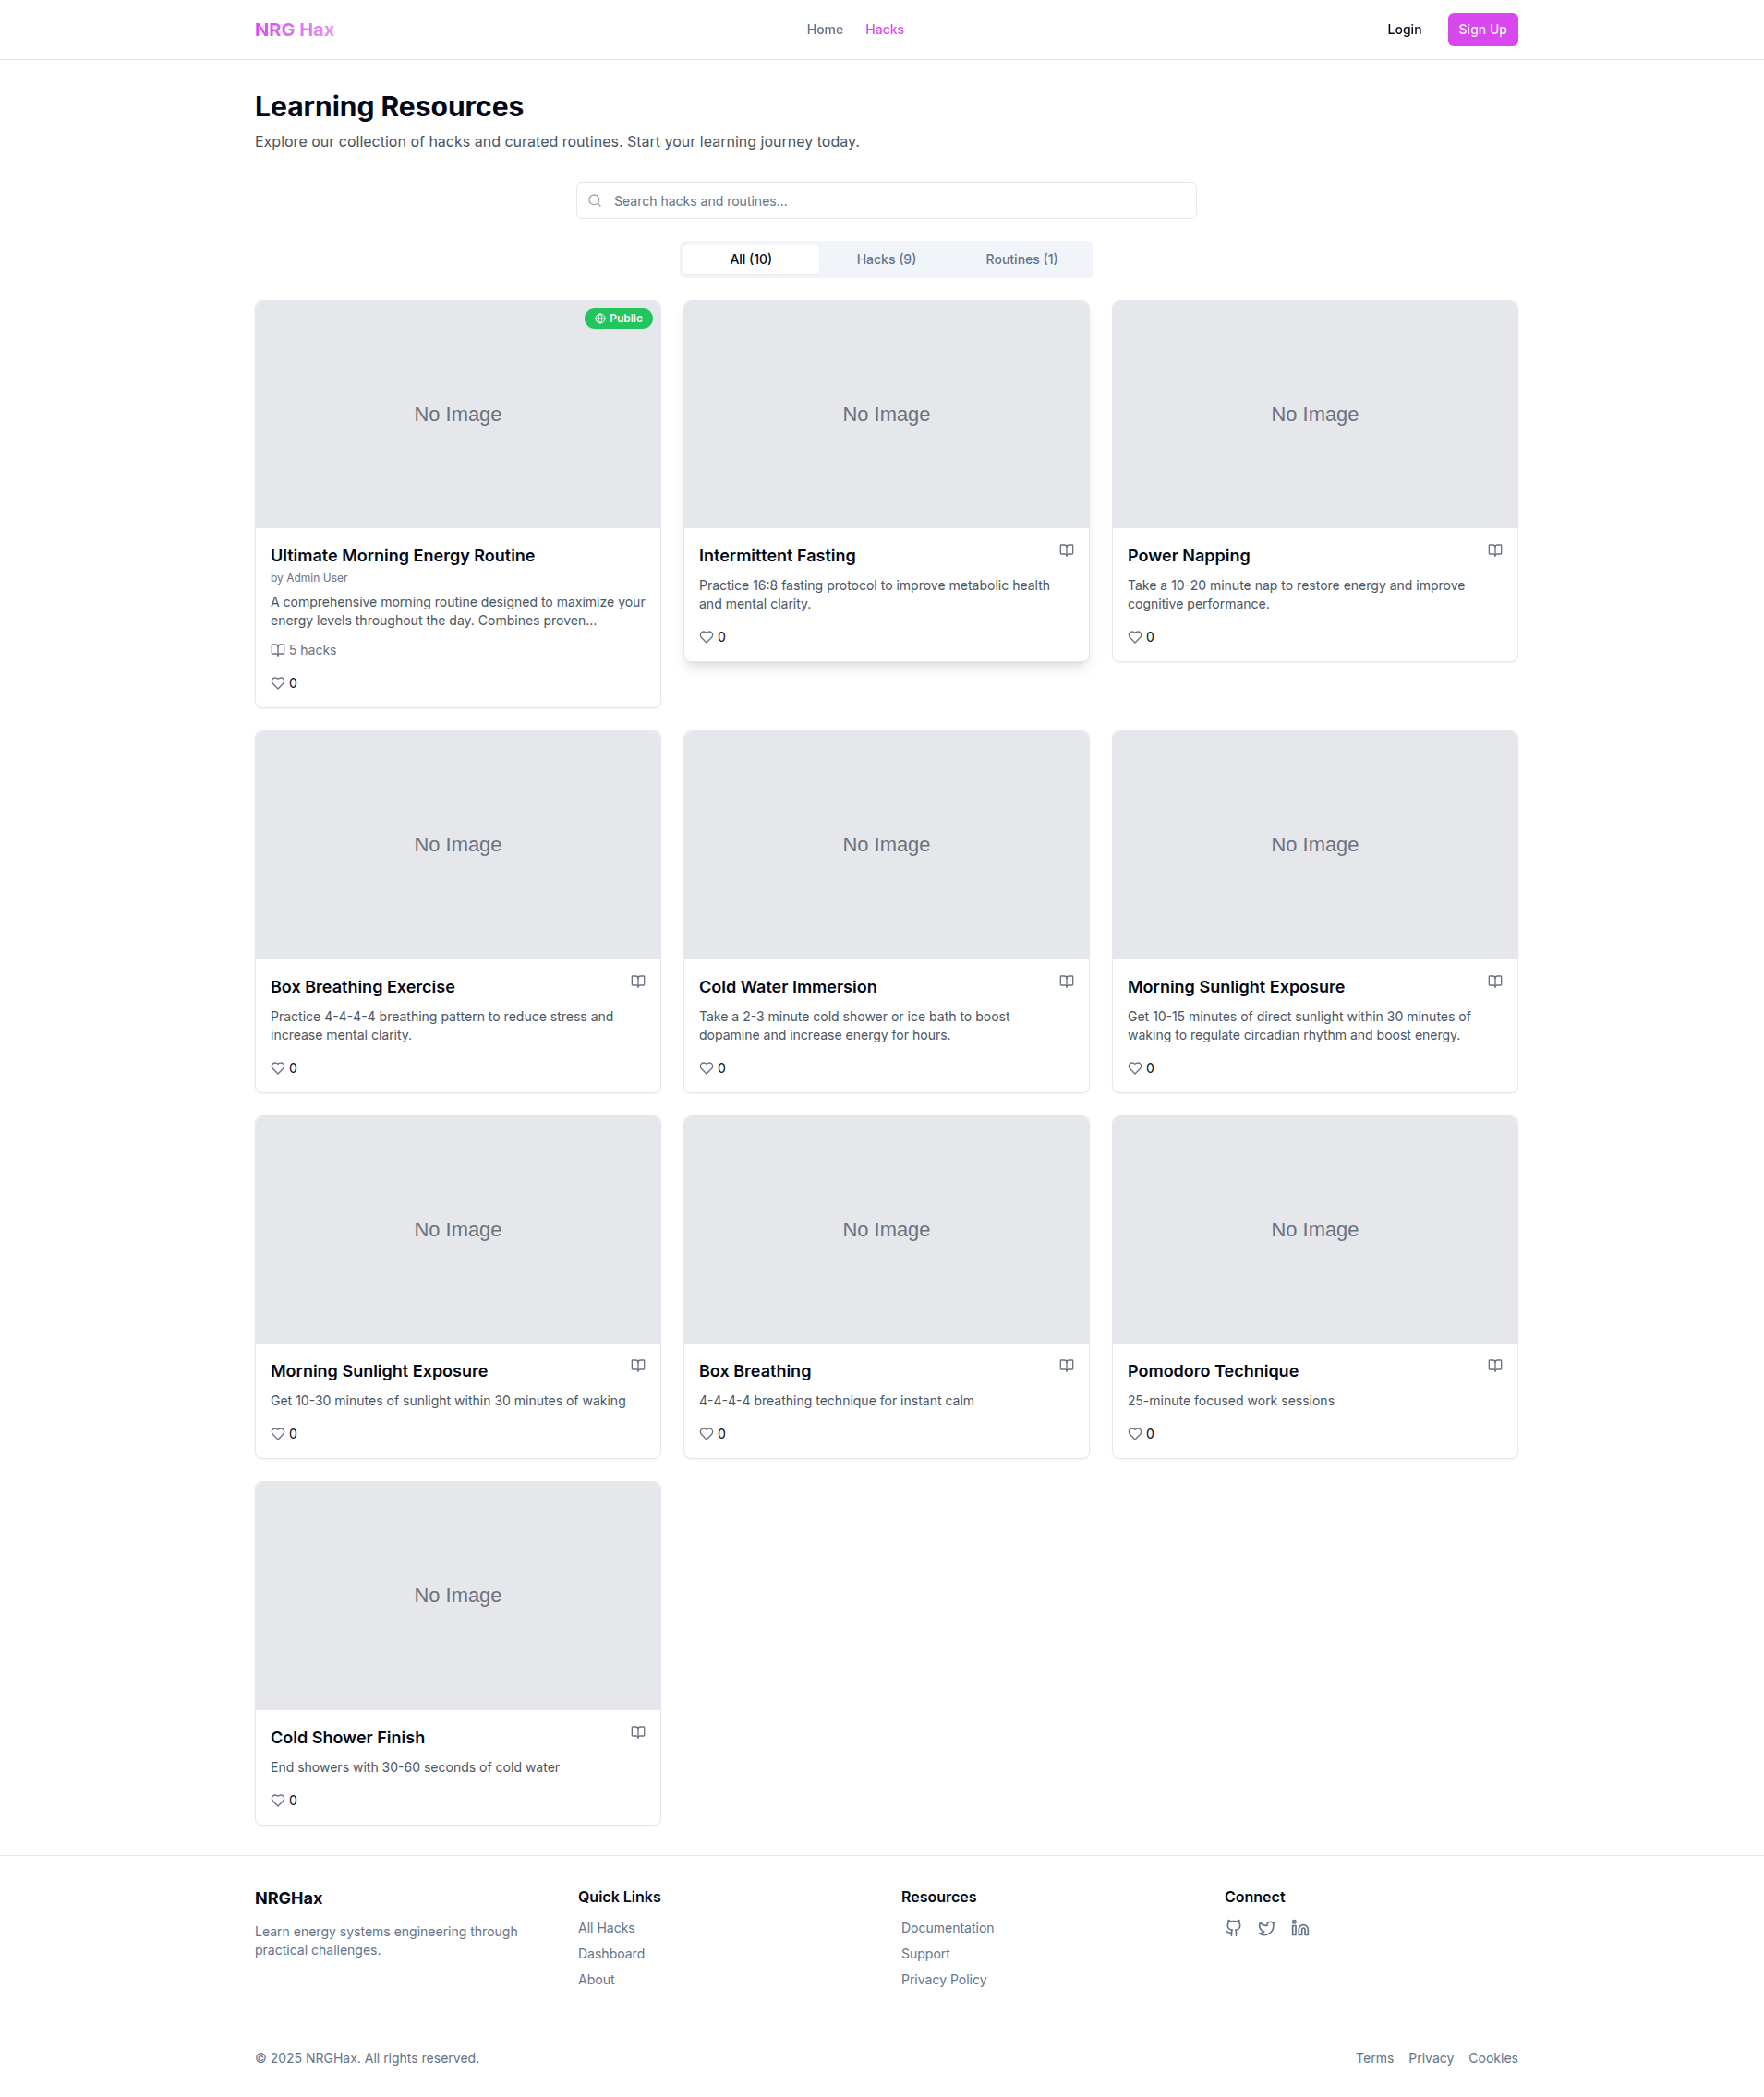 NRG Hax
Home
Hacks
Login
Sign Up
Learning Resources
Explore our collection of hacks and curated routines. Start your learning journey today.
Search hacks and routines...
All (10)
Hacks (9)
Routines (1)
Public
No Image
Ultimate Morning Energy Routine
by Admin User
A comprehensive morning routine designed to maximize your
energy levels throughout the day. Combines proven...
5 hacks
0
No Image
Intermittent Fasting
Practice 16:8 fasting protocol to improve metabolic health
and mental clarity.
0
No Image
Power Napping
Take a 10-20 minute nap to restore energy and improve
cognitive performance.
0
No Image
Box Breathing Exercise
Practice 4-4-4-4 breathing pattern to reduce stress and
increase mental clarity.
0
No Image
Cold Water Immersion
Take a 2-3 minute cold shower or ice bath to boost
dopamine and increase energy for hours.
0
No Image
Morning Sunlight Exposure
Get 10-15 minutes of direct sunlight within 30 minutes of
waking to regulate circadian rhythm and boost energy.
0
No Image
Morning Sunlight Exposure
Get 10-30 minutes of sunlight within 30 minutes of waking
0
No Image
Box Breathing
4-4-4-4 breathing technique for instant calm
0
No Image
Pomodoro Technique
25-minute focused work sessions
0
No Image
Cold Shower Finish
End showers with 30-60 seconds of cold water
0
NRGHax
Learn energy systems engineering through
practical challenges.
Quick Links
All Hacks
Dashboard
About
Resources
Documentation
Support
Privacy Policy
Connect
© 2025 NRGHax. All rights reserved.
Terms
Privacy
Cookies